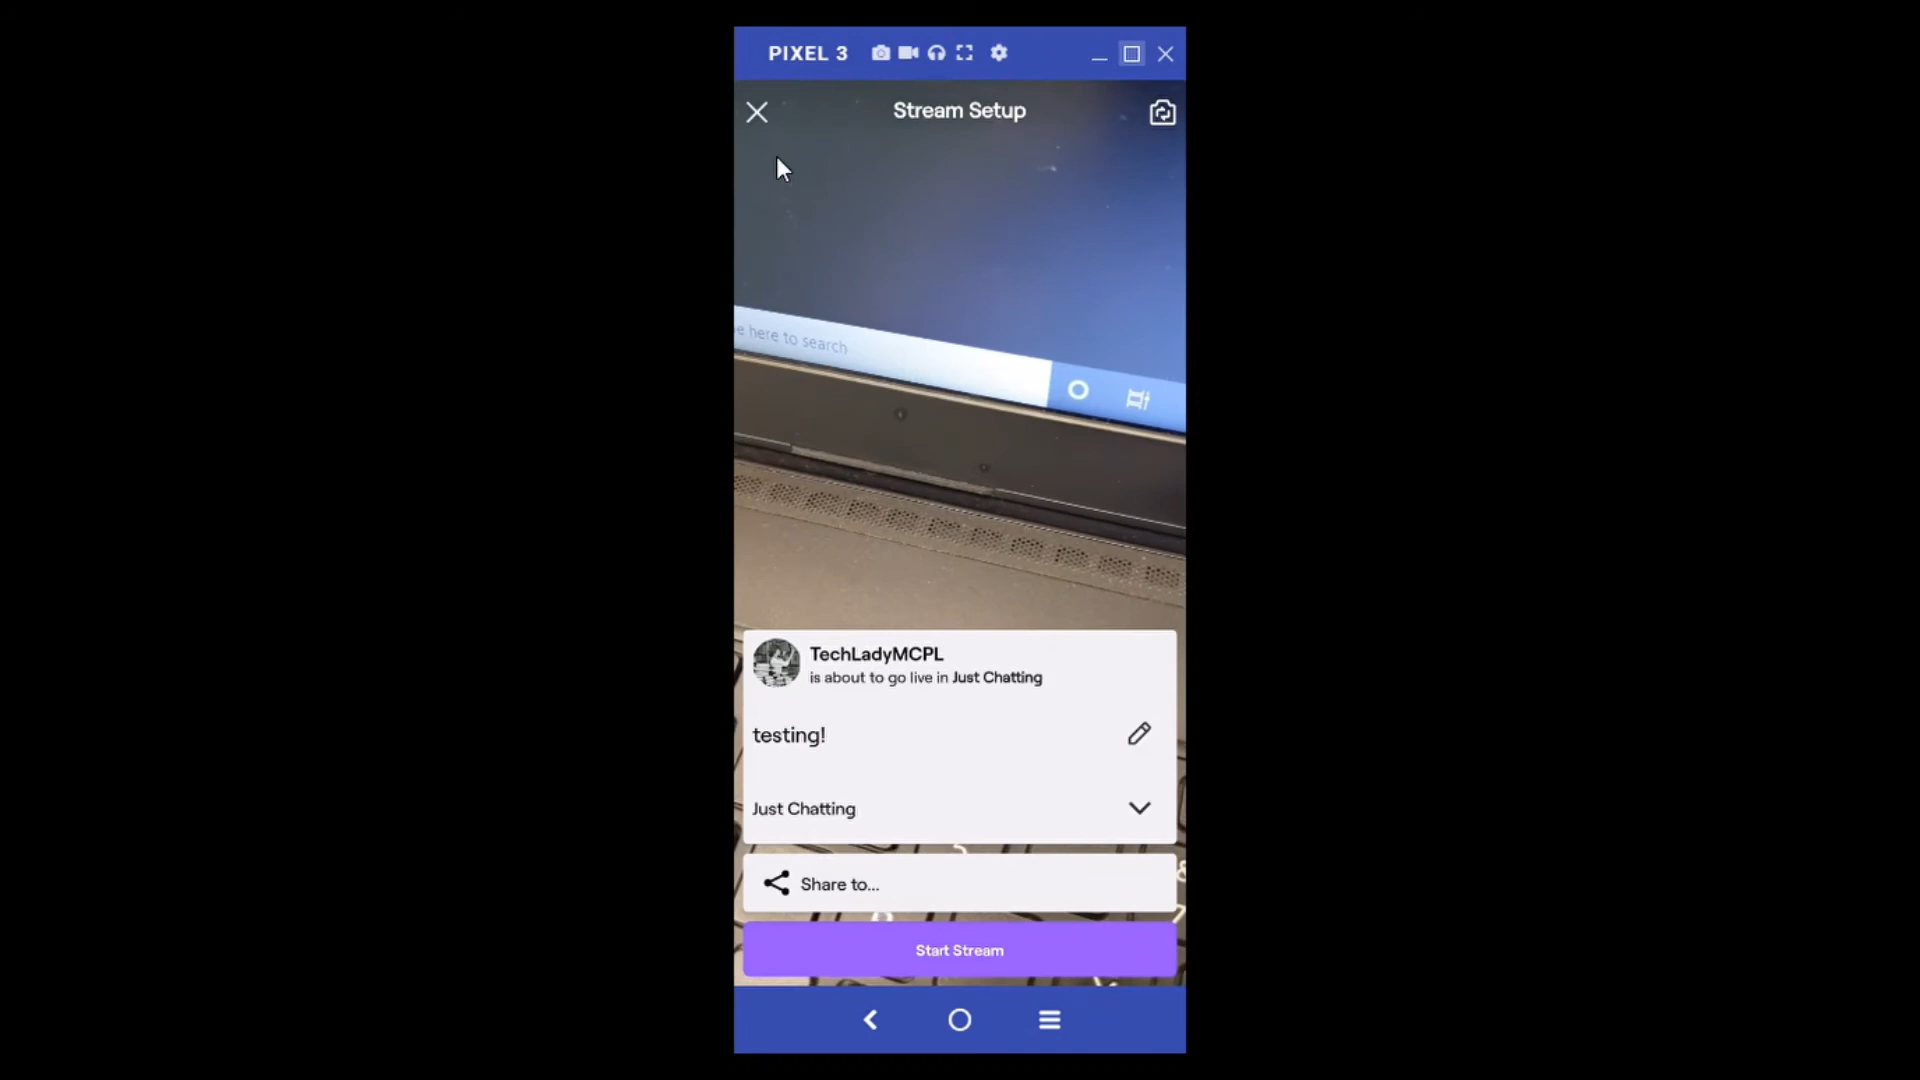 PIXEL 3
Stream Setup
e here to search
TechLadyMCPL
is about to go live in Just Chatting
testing!
Just Chatting
Share to...
Start Stream